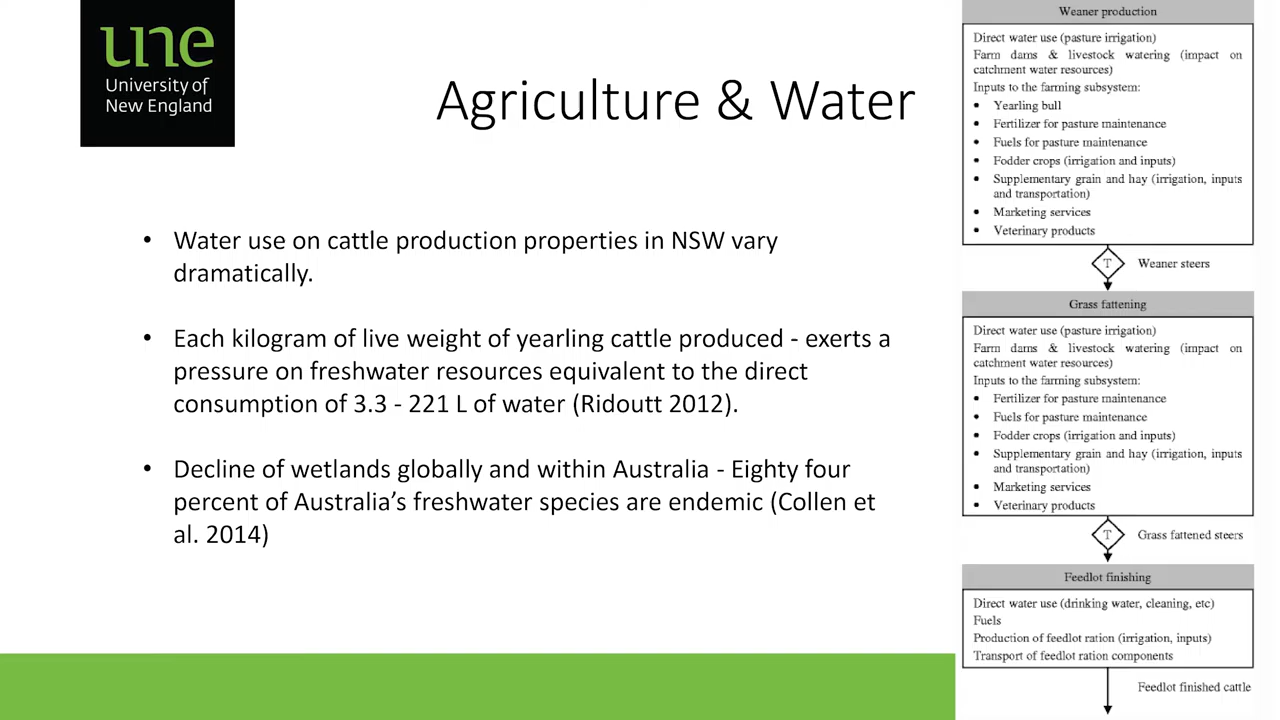 une
University of
New England
Agriculture & Water
• Water use on cattle production properties in NSW vary
dramatically.
• Each kilogram of live weight of yearling cattle produced - exerts a
pressure on freshwater resources equivalent to the direct
consumption of 3.3 - 221 L of water (Ridoutt 2012).
• Decline of wetlands globally and within Australia - Eighty four
percent of Australia’s freshwater species are endemic (Collen et
al. 2014)
Weaner production
Direct water use (pasture irrigation)
Farm dams & livestock watering (impact on
catchment water resources)
Inputs to the farming subsystem:
• Yearling bull
• Fertilizer for pasture maintenance
• Fuels for pasture maintenance
• Fodder crops (irrigation and inputs)
• Supplementary grain and hay (irrigation, inputs
and transportation)
• Marketing services
• Veterinary products
T Weaner steers
Grass fattening
Direct water use (pasture irrigation)
Farm dams & livestock watering (impact on
catchment water resources)
Inputs to the farming subsystem:
• Fertilizer for pasture maintenance
• Fuels for pasture maintenance
• Fodder crops (irrigation and inputs)
• Supplementary grain and hay (irrigation, inputs
and transportation)
• Marketing services
• Veterinary products
T Grass fattened steers
Feedlot finishing
Direct water use (drinking water, cleaning, etc)
Fuels
Production of feedlot ration (irrigation, inputs)
Transport of feedlot ration components
Feedlot finished cattle